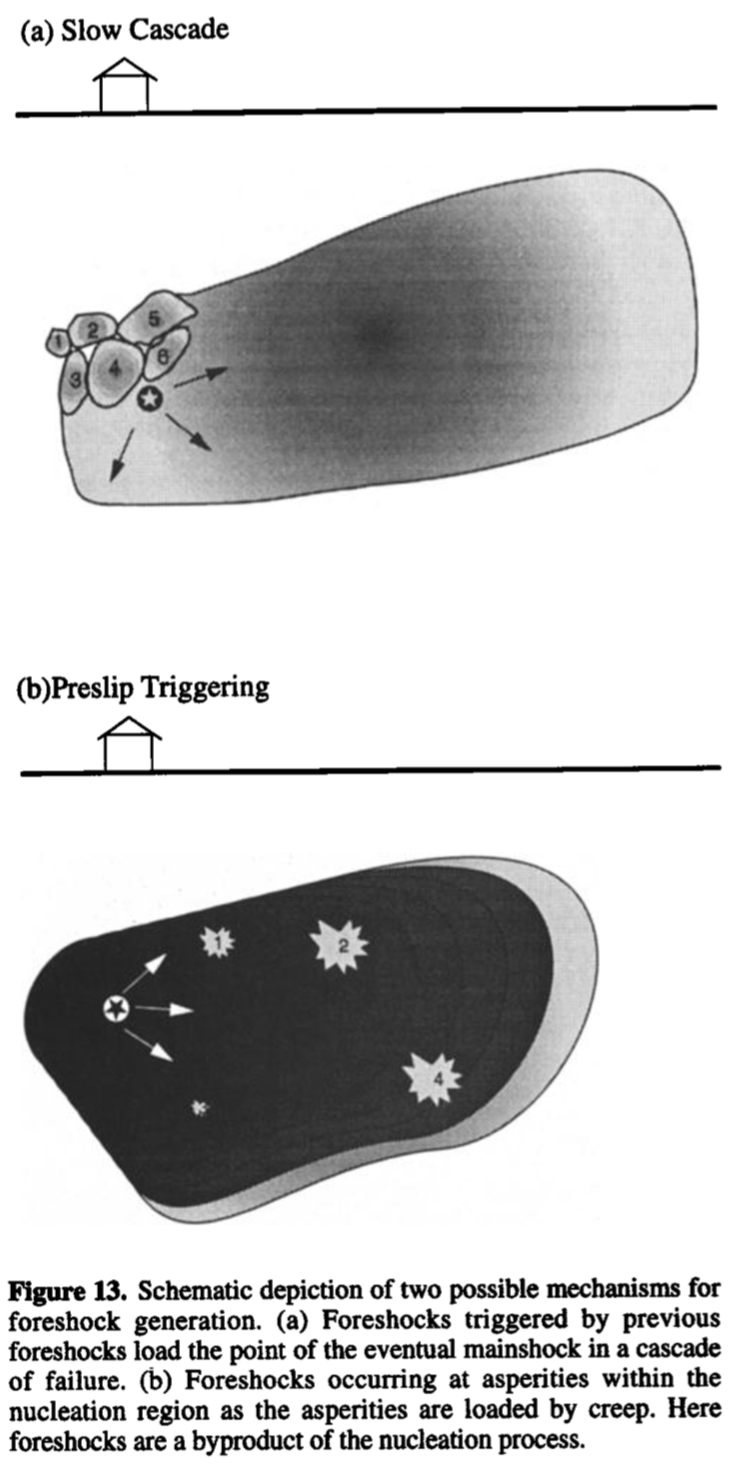 (a) Slow Cascade
5
2
1
6
4
3
(b)Preslip Triggering
1
2
4
Figure 13. Schematic depiction of two possible mechanisms for
foreshock generation. (a) Foreshocks triggered by previous
foreshocks load the point of the eventual mainshock in a cascade
of failure. (b) Foreshocks occurring at asperities within the
nucleation region as the asperities are loaded by creep. Here
foreshocks are a byproduct of the nucleation process.